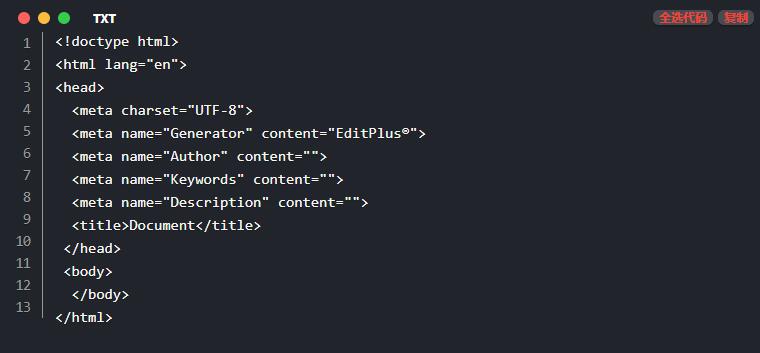 TXT 全选代码 复制
1 <!doctype html>
2 <html lang="en">
3 <head>
4   <meta charset="UTF-8">
5   <meta name="Generator" content="EditPlus®">
6   <meta name="Author" content="">
7   <meta name="Keywords" content="">
8   <meta name="Description" content="">
9   <title>Document</title>
10  </head>
11  <body>
12   </body>
13 </html>